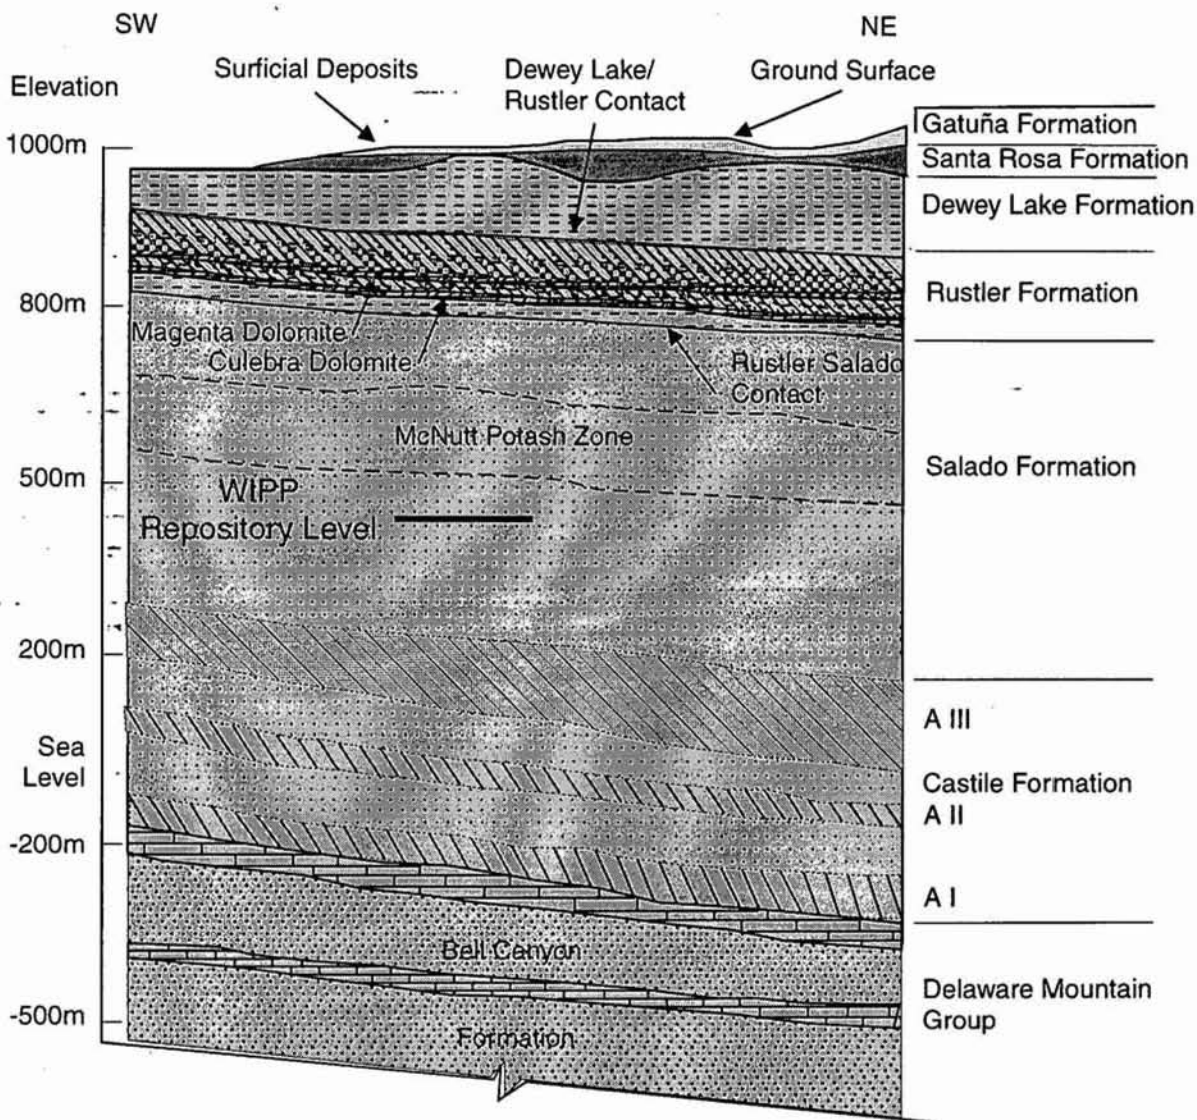 SW
NE
Elevation
Surficial Deposits
Dewey Lake/
Rustler Contact
Ground Surface
1000m
Gatuña Formation
Santa Rosa Formation
Dewey Lake Formation
Rustler Formation
800m
Magenta Dolomite
Culebra Dolomite
Rustler Salado
Contact
McNutt Potash Zone
Salado Formation
500m
WIPP
Repository Level
200m
A III
Sea
Level
Castile Formation
A II
-200m
A I
Bell Canyon
Delaware Mountain
Group
-500m
Formation